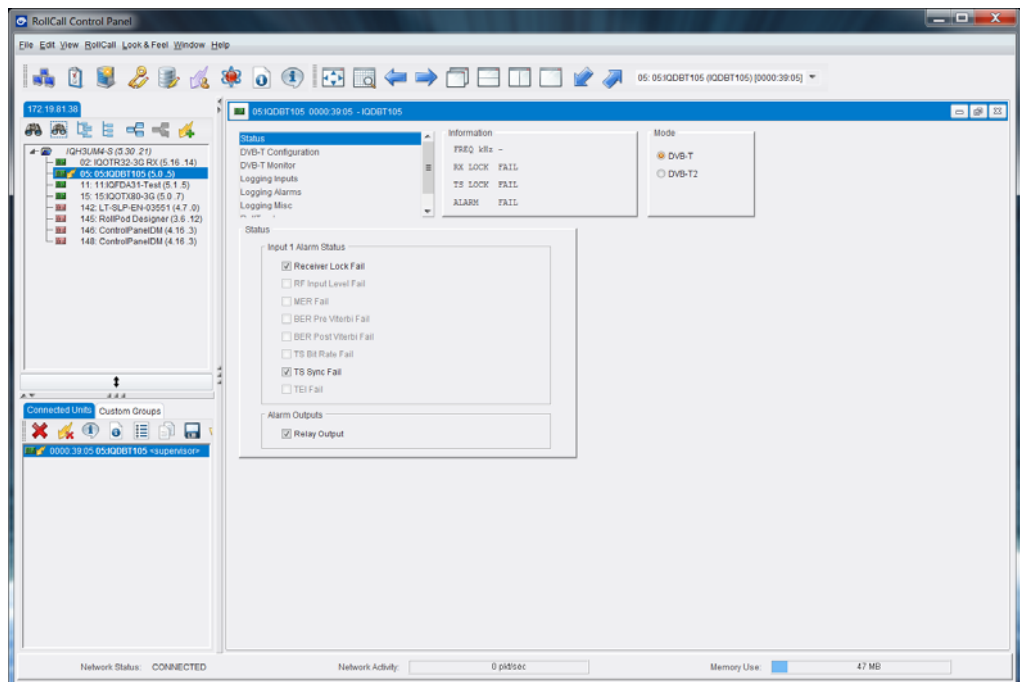 RollCall Control Panel
File Edit View RollCall Look & Feel Window Help
05: 05:IQDBT105 (IQDBT105) [0000:39:05]
172.19.81.38
IQH3UM4-S (5.30 .21)
02: IQOTR32-3G RX (5.16 .14)
05: 05:IQDBT105 (5.0 .5)
11: 11:IQFDA31-Test (5.1 .5)
15: 15:IQOTX80-3G (5.0 .7)
142: LT-SLP-EN-03551 (4.7 .0)
145: RollPod Designer (3.6 .12)
146: ControlPanelDM (4.16 .3)
148: ControlPanelDM (4.16 .3)
Connected Units
Custom Groups
0000:39:05 05:IQDBT105 <supervisor>
05:IQDBT105 0000:39:05 - IQDBT105
Status
DVB-T Configuration
DVB-T Monitor
Logging Inputs
Logging Alarms
Logging Misc
Information
FREQ kHz -
RX LOCK FAIL
TS LOCK FAIL
ALARM FAIL
Mode
DVB-T
DVB-T2
Status
Input 1 Alarm Status
Receiver Lock Fail
RF Input Level Fail
MER Fail
BER Pre Viterbi Fail
BER Post Viterbi Fail
TS Bit Rate Fail
TS Sync Fail
TEI Fail
Alarm Outputs
Relay Output
Network Status: CONNECTED
Network Activity: 0 pkt/sec
Memory Use: 47 MB